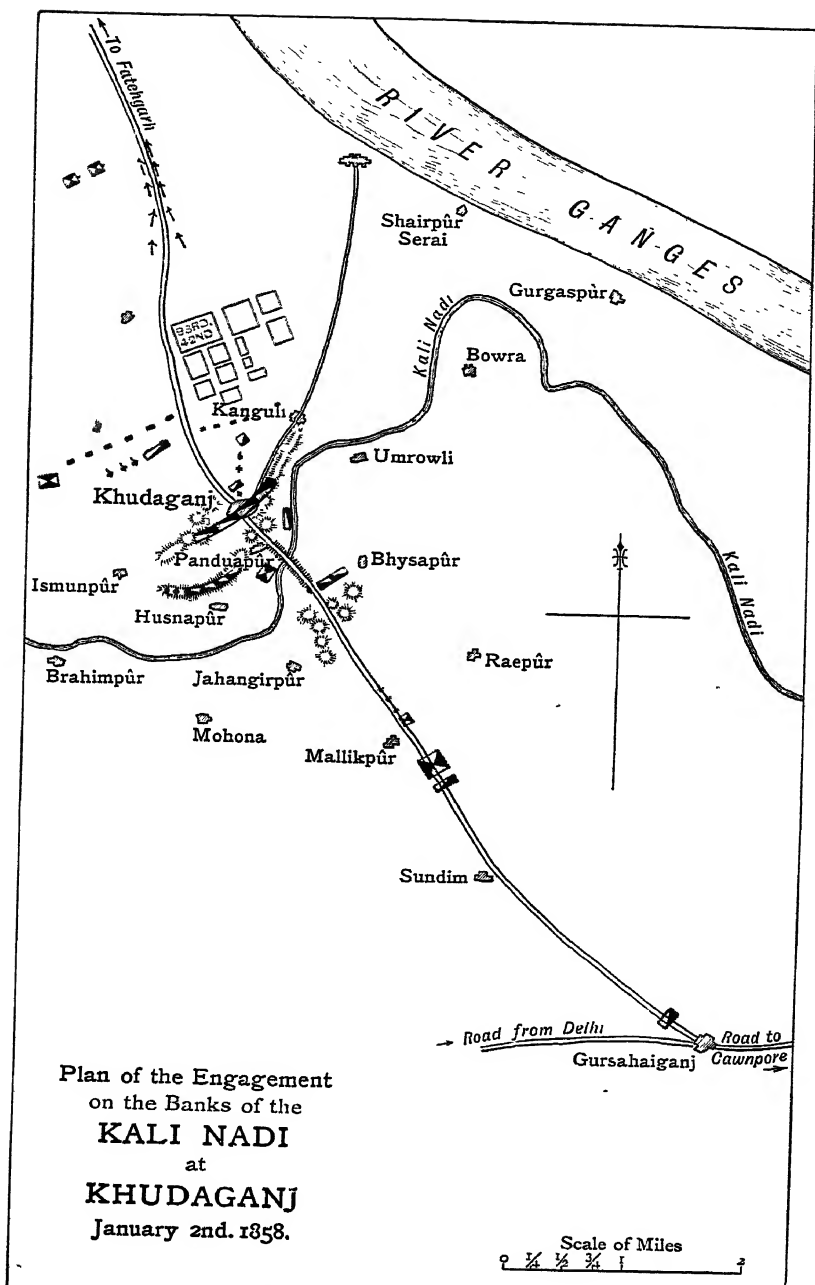 To Fatehgarh
RIVER GANGES
Shairpûr
Serai
Gurgaspûr
Kali Nadi
Bowra
93RD.
42ND
Kanguli
Umrowli
Khudaganj
Panduapûr
Bhysapûr
Kali Nadi
Ismunpûr
Husnapûr
Brahimpûr
Jahangirpûr
Raepûr
Mohona
Mallikpûr
Sundim
Road from Delhi
Road to
Cawnpore
Gursahaiganj
Plan of the Engagement
on the Banks of the
KALI NADI
at
KHUDAGANJ
January 2nd. 1858.
Scale of Miles
0 1/4 1/2 3/4 1 2